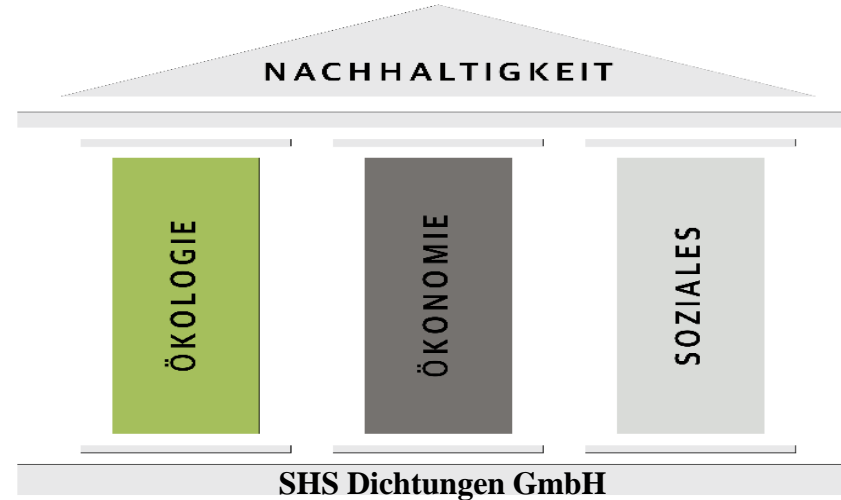 NACHHALTIGKEIT
ÖKOLOGIE
ÖKONOMIE
SOZIALES
SHS Dichtungen GmbH